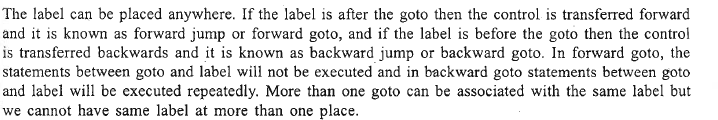 The label can be placed anywhere. If the label is after the goto then the control is transferred forward
and it is known as forward jump or forward goto, and if the label is before the goto then the control
is transferred backwards and it is known as backward jump or backward goto. In forward goto, the
statements between goto and label will not be executed and in backward goto statements between goto
and label will be executed repeatedly. More than one goto can be associated with the same label but
we cannot have same label at more than one place.